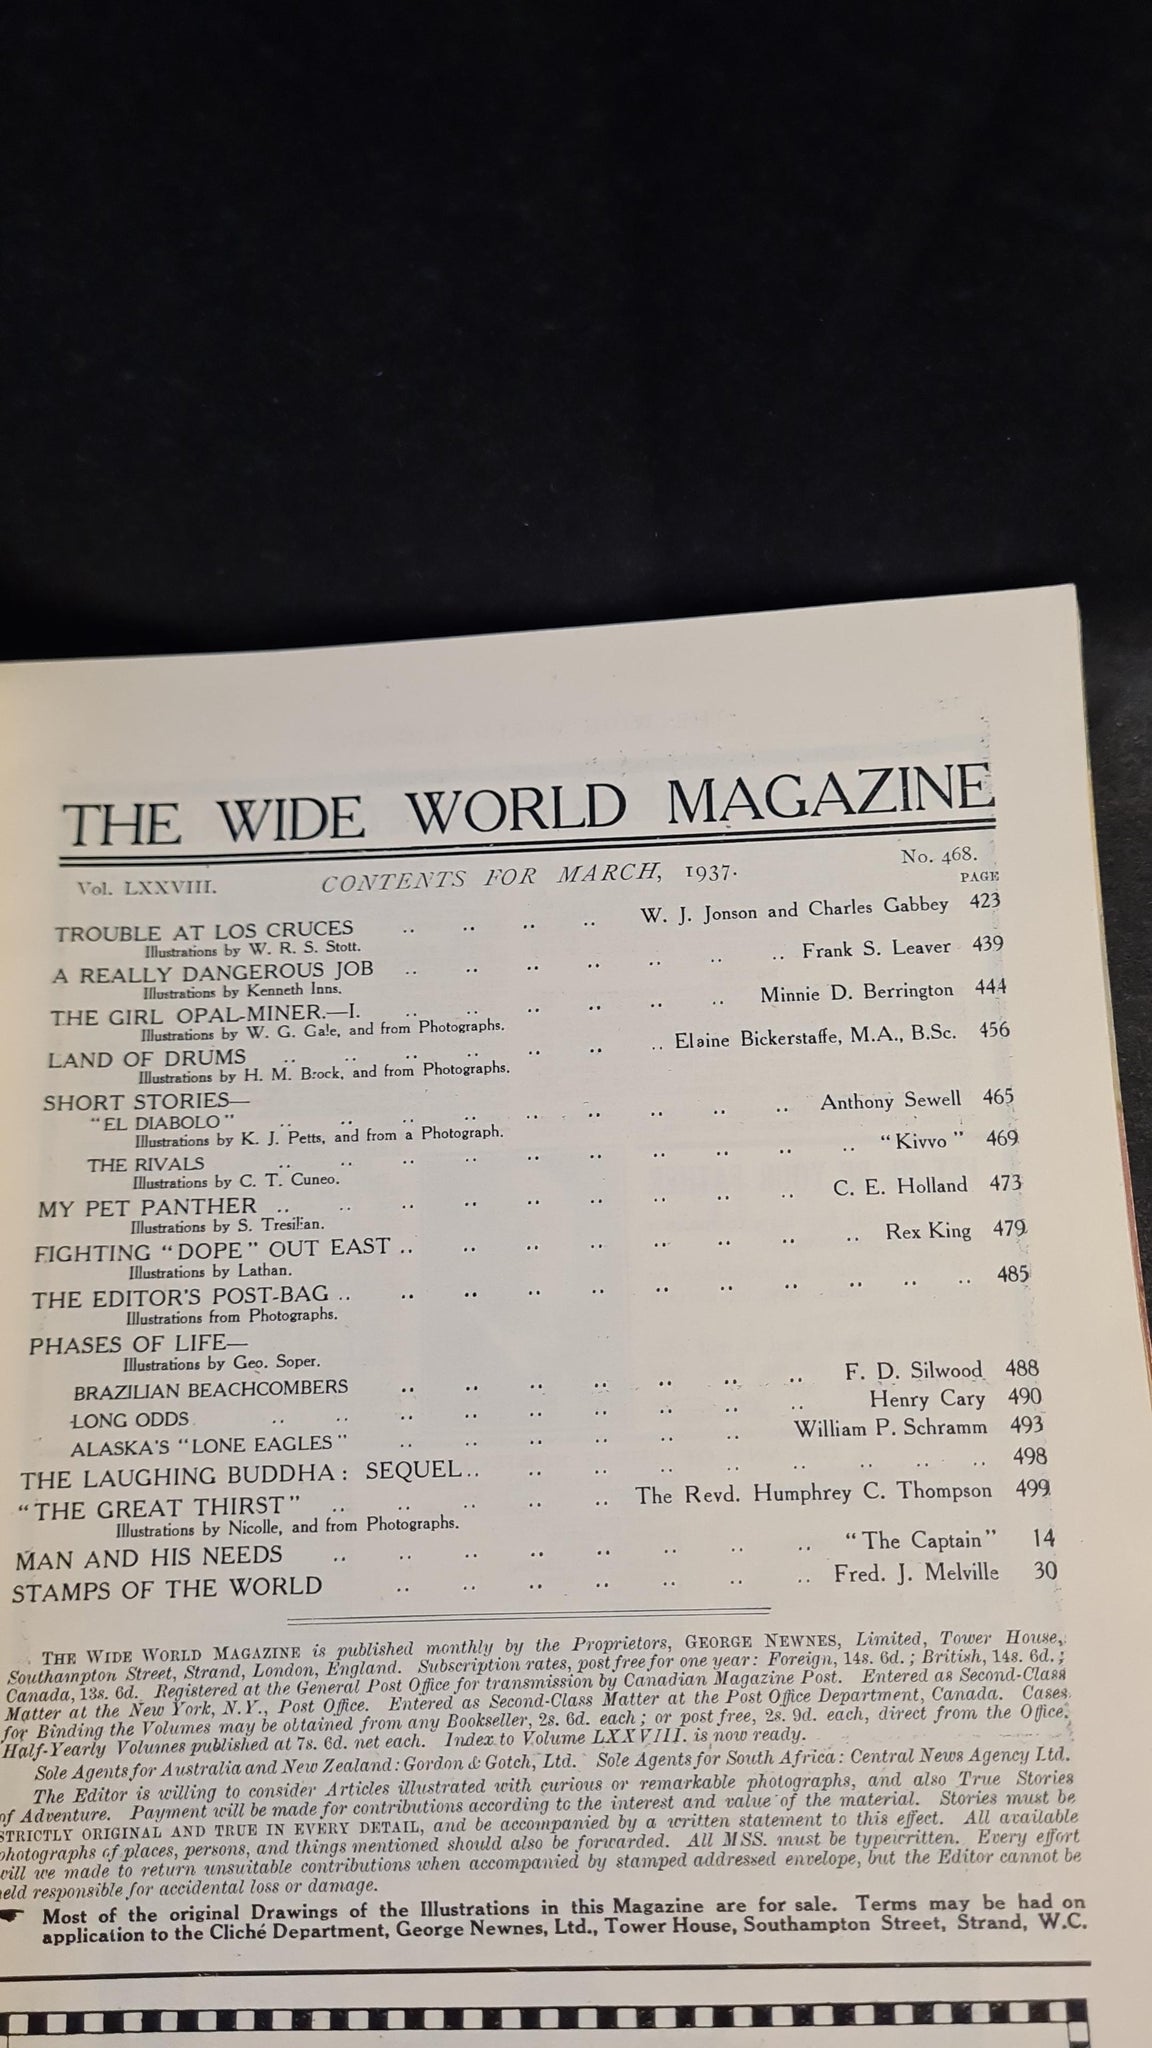 THE WIDE WORLD MAGAZINE
Vol. LXXVIII. CONTENTS FOR MARCH, 1937. No. 468.
PAGE
TROUBLE AT LOS CRUCES .. .. .. .. W. J. Jonson and Charles Gabbey 423
Illustrations by W. R. S. Stott.
A REALLY DANGEROUS JOB .. .. .. .. .. .. .. Frank S. Leaver 439
Illustrations by Kenneth Inns.
THE GIRL OPAL-MINER.—I. .. .. .. .. .. .. Minnie D. Berrington 444
Illustrations by W. G. Gale, and from Photographs.
LAND OF DRUMS .. .. .. .. .. .. .. Elaine Bickerstaffe, M.A., B.Sc. 456
Illustrations by H. M. Brock, and from Photographs.
SHORT STORIES—
"EL DIABOLO" .. .. .. .. .. .. .. .. .. Anthony Sewell 465
Illustrations by K. J. Petts, and from a Photograph.
THE RIVALS .. .. .. .. .. .. .. .. .. .. "Kivvo" 469
Illustrations by C. T. Cuneo.
MY PET PANTHER .. .. .. .. .. .. .. .. .. C. E. Holland 473
Illustrations by S. Tresilian.
FIGHTING "DOPE" OUT EAST .. .. .. .. .. .. .. .. Rex King 479
Illustrations by Lathan.
THE EDITOR'S POST-BAG .. .. .. .. .. .. .. .. .. .. .. 485
Illustrations from Photographs.
PHASES OF LIFE—
Illustrations by Geo. Soper.
BRAZILIAN BEACHCOMBERS .. .. .. .. .. .. .. F. D. Silwood 488
LONG ODDS .. .. .. .. .. .. .. .. .. Henry Cary 490
ALASKA'S "LONE EAGLES" .. .. .. .. .. .. William P. Schramm 493
THE LAUGHING BUDDHA: SEQUEL .. .. .. .. .. .. .. .. .. 498
"THE GREAT THIRST" .. .. .. .. .. The Revd. Humphrey C. Thompson 499
Illustrations by Nicolle, and from Photographs.
MAN AND HIS NEEDS .. .. .. .. .. .. .. .. "The Captain" 14
STAMPS OF THE WORLD .. .. .. .. .. .. .. Fred. J. Melville 30
THE WIDE WORLD MAGAZINE is published monthly by the Proprietors, GEORGE NEWNES, Limited, Tower House,
Southampton Street, Strand, London, England. Subscription rates, post free for one year: Foreign, 14s. 6d.; British, 14s. 6d.;
Canada, 13s. 6d. Registered at the General Post Office for transmission by Canadian Magazine Post. Entered as Second-Class
Matter at the New York, N.Y., Post Office. Entered as Second-Class Matter at the Post Office Department, Canada. Cases
for Binding the Volumes may be obtained from any Bookseller, 2s. 6d. each; or post free, 2s. 9d. each, direct from the Office.
Half-Yearly Volumes published at 7s. 6d. net each. Index to Volume LXXVIII. is now ready.
Sole Agents for Australia and New Zealand: Gordon & Gotch, Ltd. Sole Agents for South Africa: Central News Agency Ltd.
The Editor is willing to consider Articles illustrated with curious or remarkable photographs, and also True Stories
of Adventure. Payment will be made for contributions according to the interest and value of the material. Stories must be
STRICTLY ORIGINAL AND TRUE IN EVERY DETAIL, and be accompanied by a written statement to this effect. All available
photographs of places, persons, and things mentioned should also be forwarded. All MSS. must be typewritten. Every effort
will we made to return unsuitable contributions when accompanied by stamped addressed envelope, but the Editor cannot be
held responsible for accidental loss or damage.
Most of the original Drawings of the Illustrations in this Magazine are for sale. Terms may be had on
application to the Cliché Department, George Newnes, Ltd., Tower House, Southampton Street, Strand, W.C.